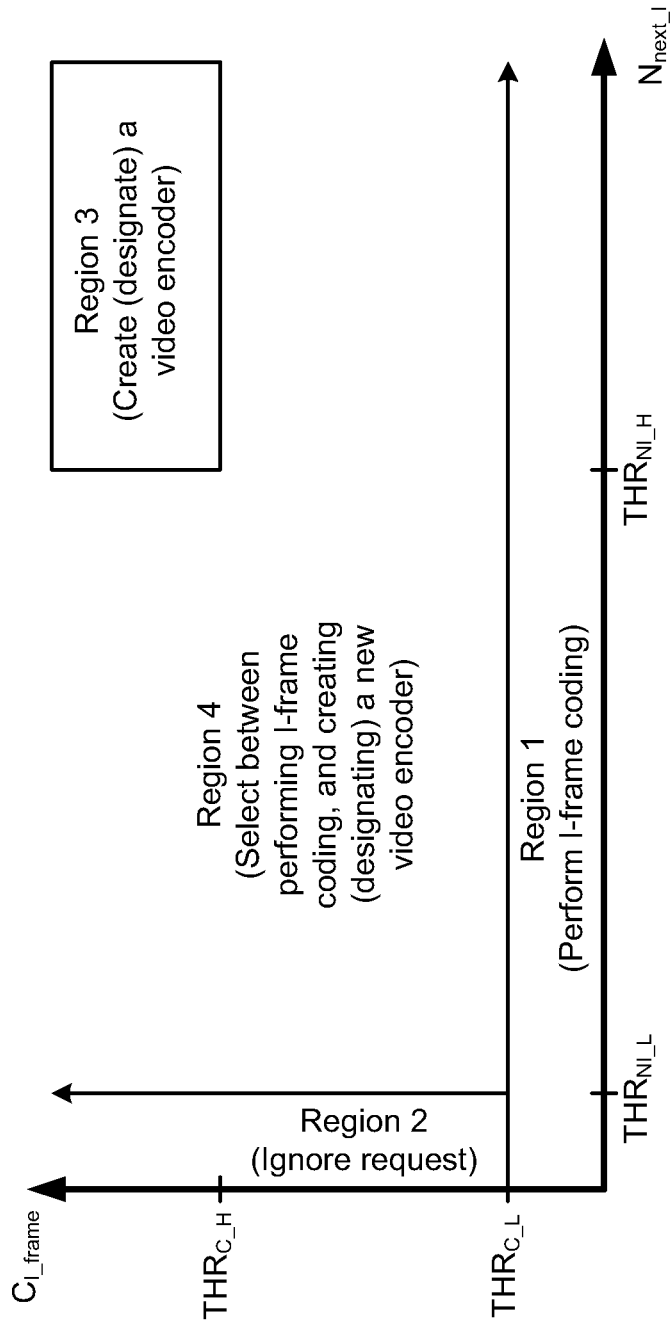 C_I_frame
THR_C_H
THR_C_L
Region 2
(Ignore request)
Region 4
(Select between
performing I-frame
coding, and creating
(designating) a new
video encoder)
Region 3
(Create (designate) a
video encoder)
Region 1
(Perform I-frame coding)
THR_NI_L
THR_NI_H
N_next_I